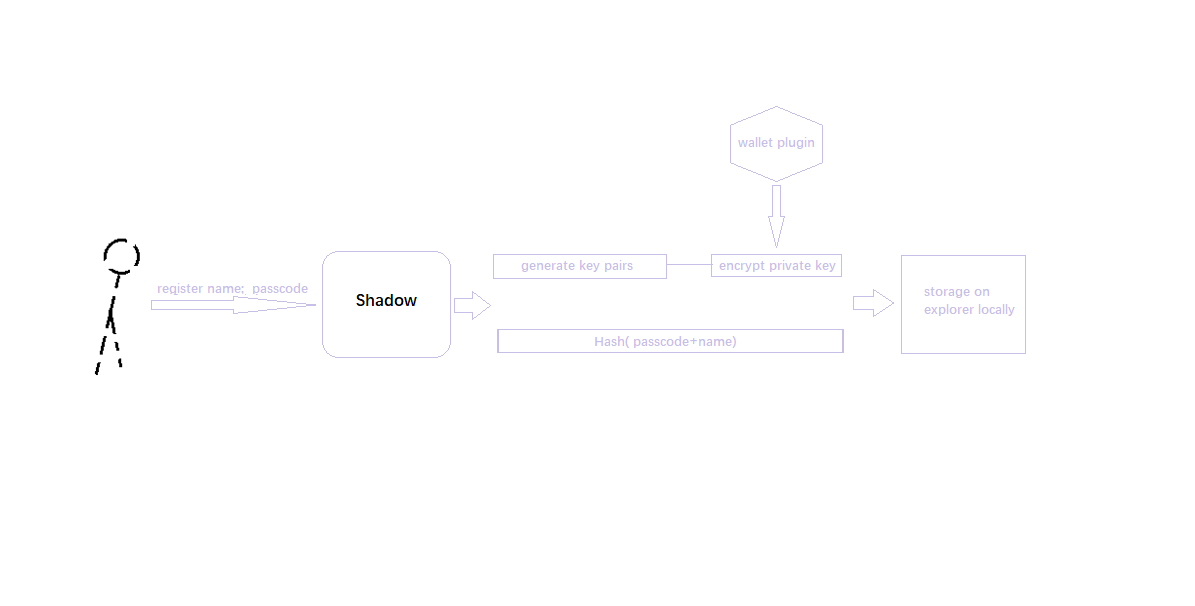 wallet plugin
generate key pairs
encrypt private key
register name; passcode
Shadow
storage on
explorer locally
Hash( passcode+name)